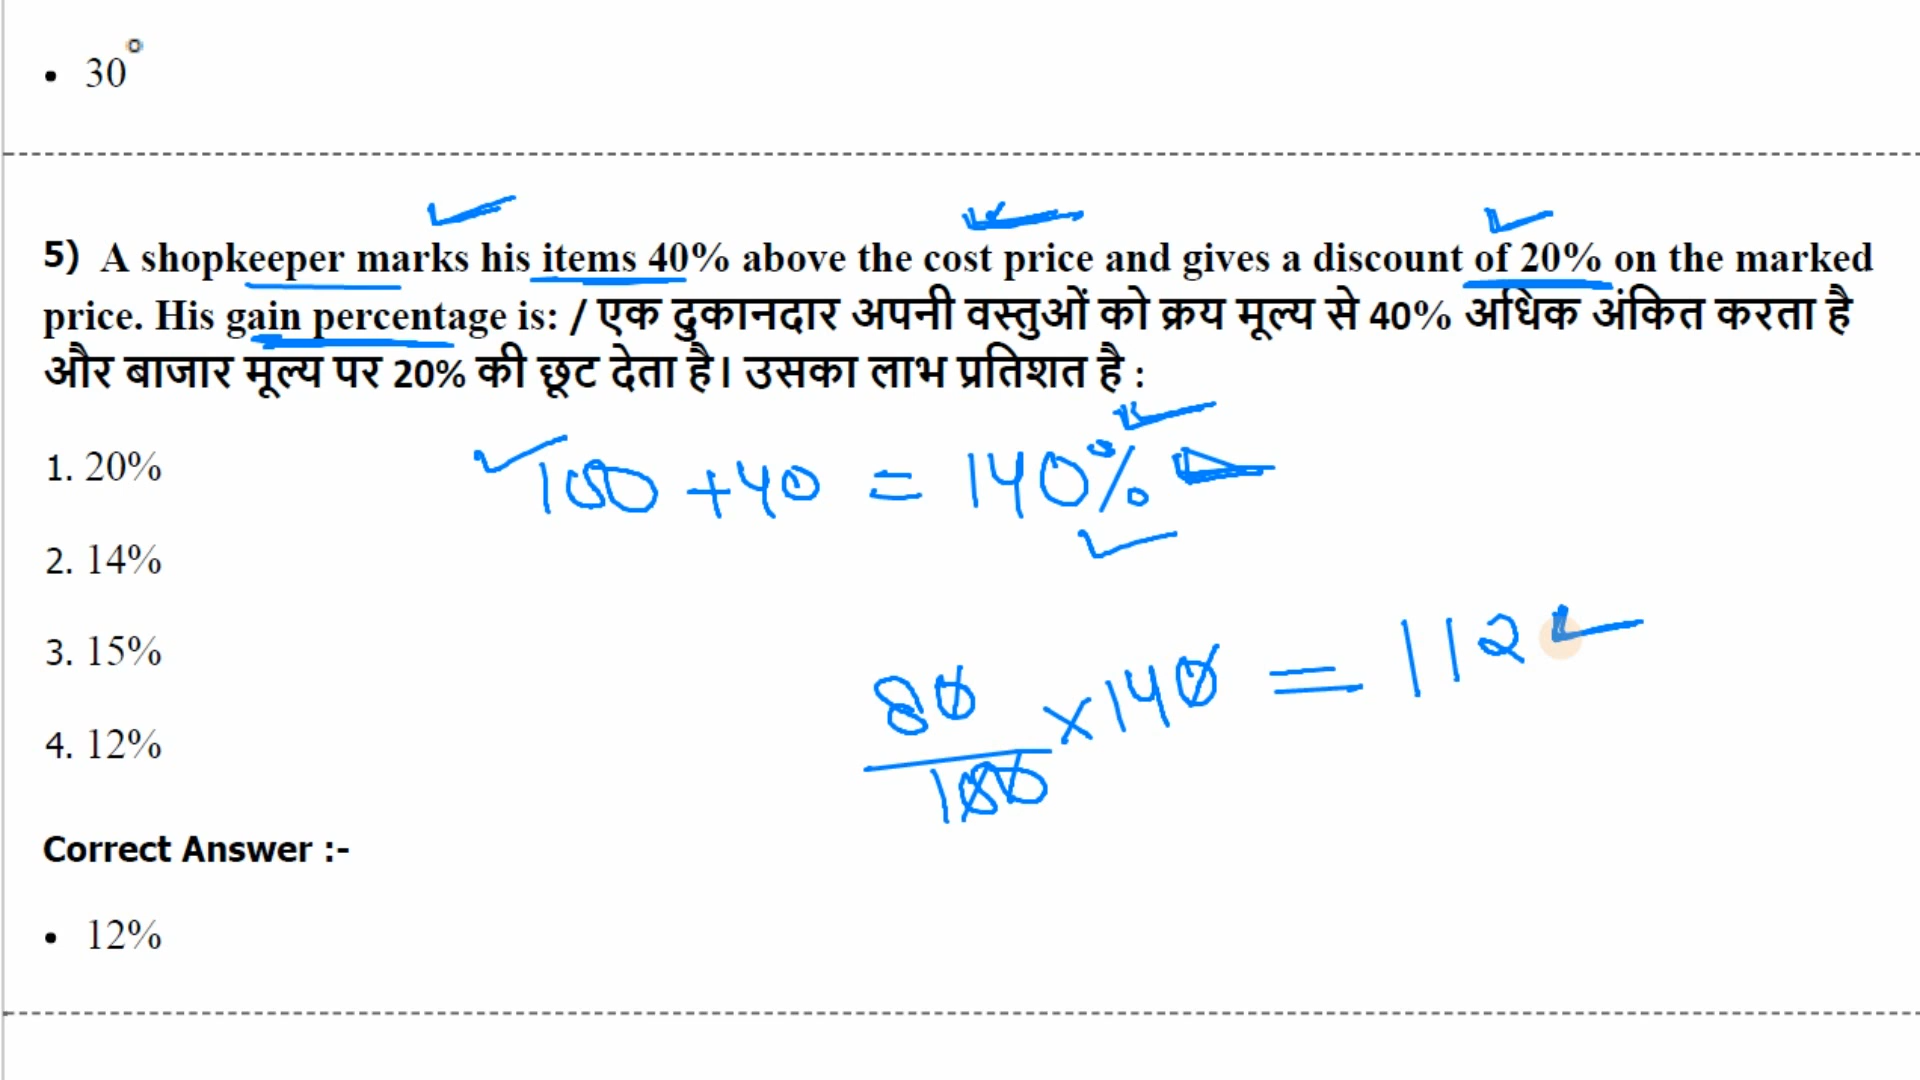 • 30°
5) A shopkeeper marks his items 40% above the cost price and gives a discount of 20% on the marked
price. His gain percentage is: / एक दुकानदार अपनी वस्तुओं को क्रय मूल्य से 40% अधिक अंकित करता है
और बाजार मूल्य पर 20% की छूट देता है। उसका लाभ प्रतिशत है :
1. 20%
100 + 40 = 140%
2. 14%
3. 15%
80/100 × 140 = 112
4. 12%
Correct Answer :-
• 12%